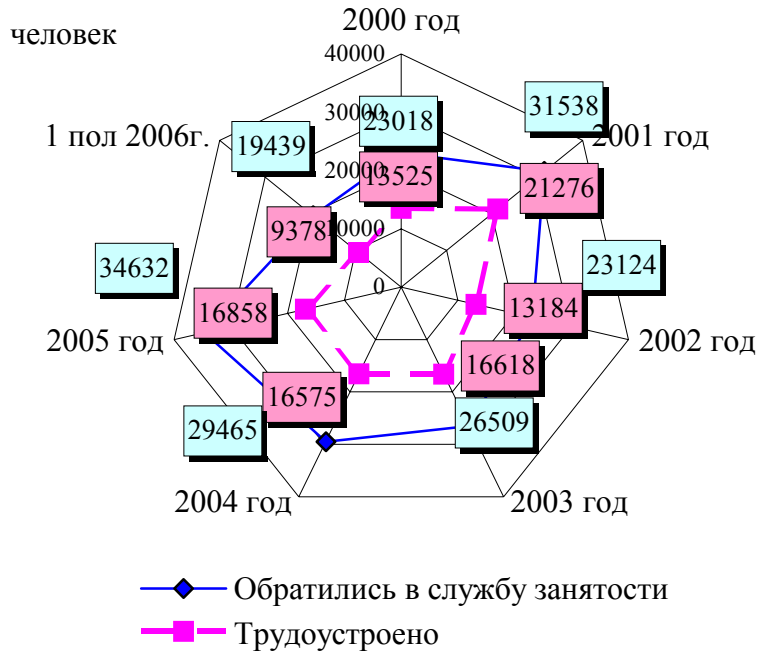 2000 год
человек
40000
30000
31538
23018
1 пол 2006г.
19439
2001 год
20000
13525
21276
10000
9378
34632
23124
0
16858
13184
2005 год
2002 год
16618
16575
29465
26509
2004 год
2003 год
Обратились в службу занятости
Трудоустроено